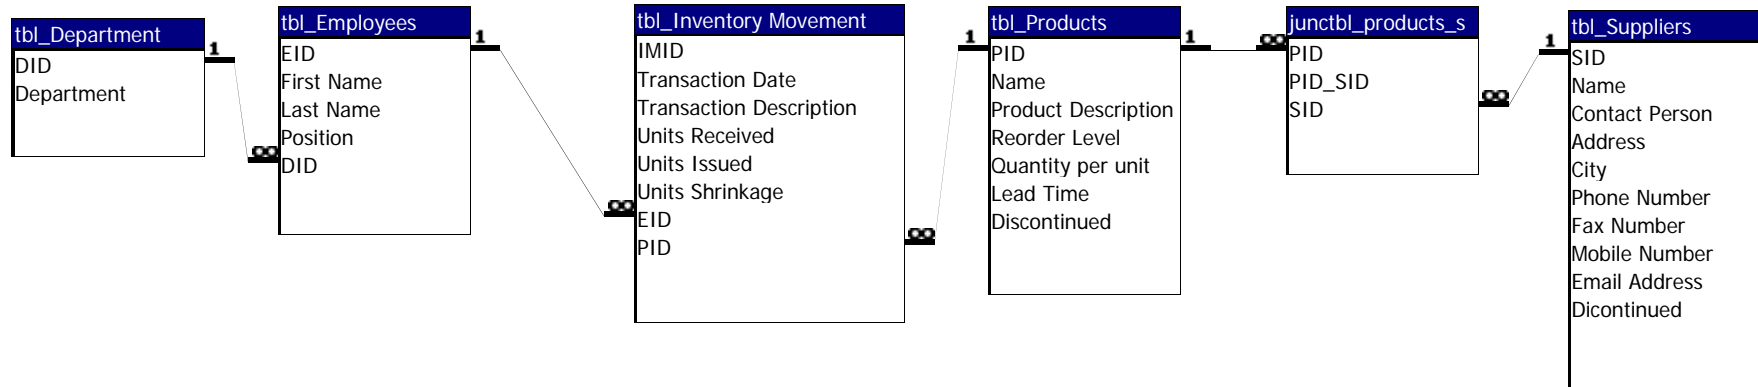 tbl_Department
DID
Department
1
∞
tbl_Employees
EID
First Name
Last Name
Position
DID
1
∞
tbl_Inventory Movement
IMID
Transaction Date
Transaction Description
Units Received
Units Issued
Units Shrinkage
EID
PID
∞
1
tbl_Products
PID
Name
Product Description
Reorder Level
Quantity per unit
Lead Time
Discontinued
1
∞
junctbl_products_s
PID
PID_SID
SID
∞
1
tbl_Suppliers
SID
Name
Contact Person
Address
City
Phone Number
Fax Number
Mobile Number
Email Address
Dicontinued